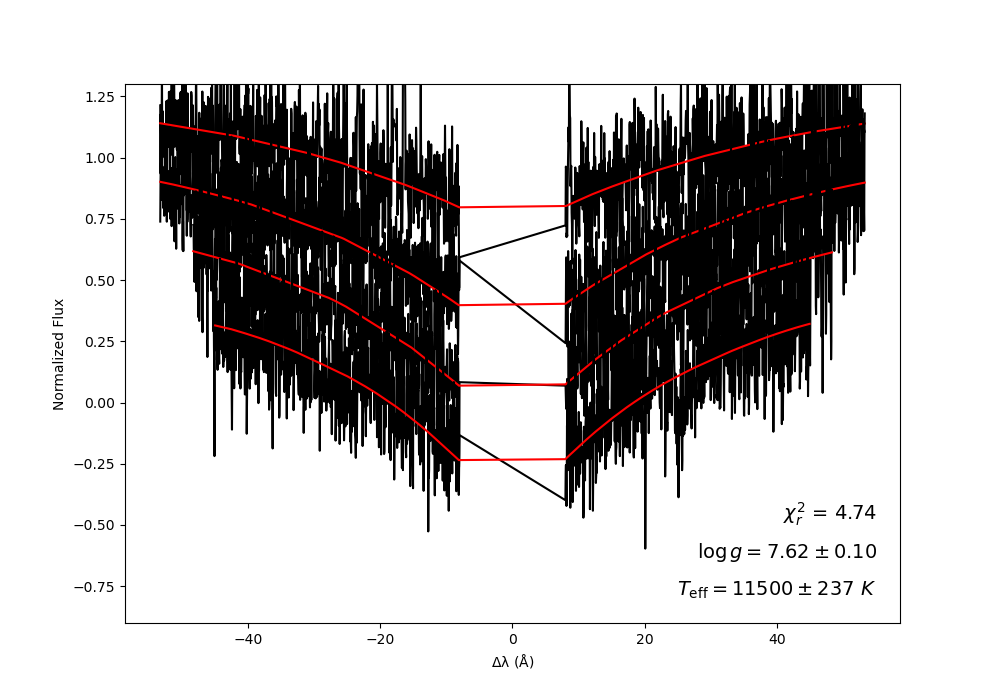 1.25
1.00
0.75
0.50
0.25
0.00
−0.25
−0.50
−0.75
Normalized Flux
χ²ᵣ = 4.74
log g = 7.62 ± 0.10
T_eff = 11500 ± 237 K
−40
−20
0
20
40
Δλ (Å)